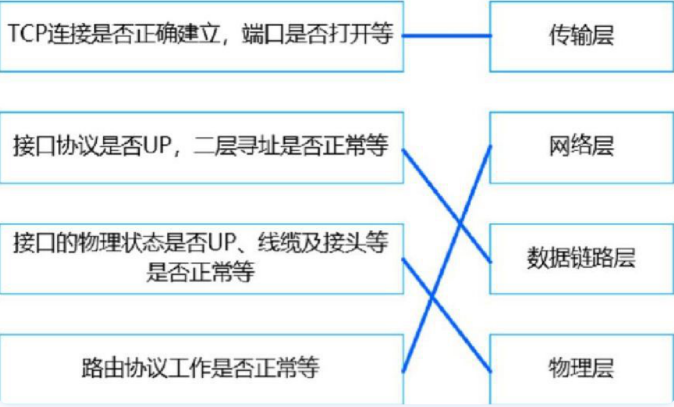 TCP连接是否正确建立，端口是否打开等
传输层
接口协议是否UP，二层寻址是否正常等
网络层
接口的物理状态是否UP、线缆及接头等
是否正常等
数据链路层
路由协议工作是否正常等
物理层